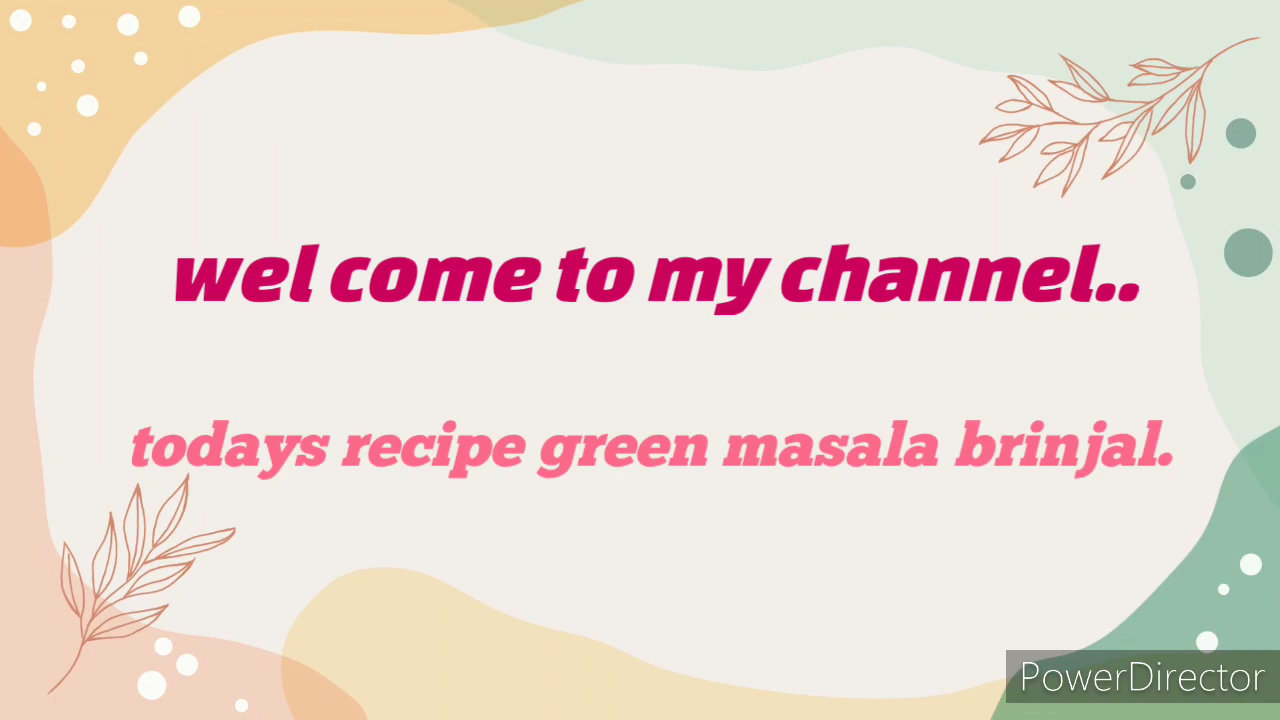 wel come to my channel..
todays recipe green masala brinjal.
PowerDirector